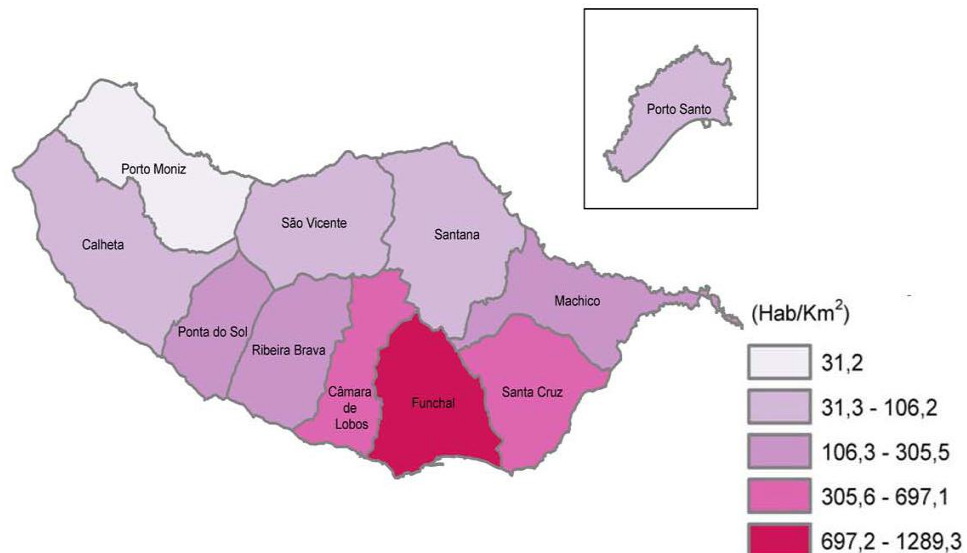 Porto Santo
Porto Moniz
São Vicente
Santana
Calheta
Machico
(Hab/Km²)
Ponta do Sol
Ribeira Brava
31,2
Câmara
de
Lobos
Funchal
Santa Cruz
31,3 - 106,2
106,3 - 305,5
305,6 - 697,1
697,2 - 1289,3